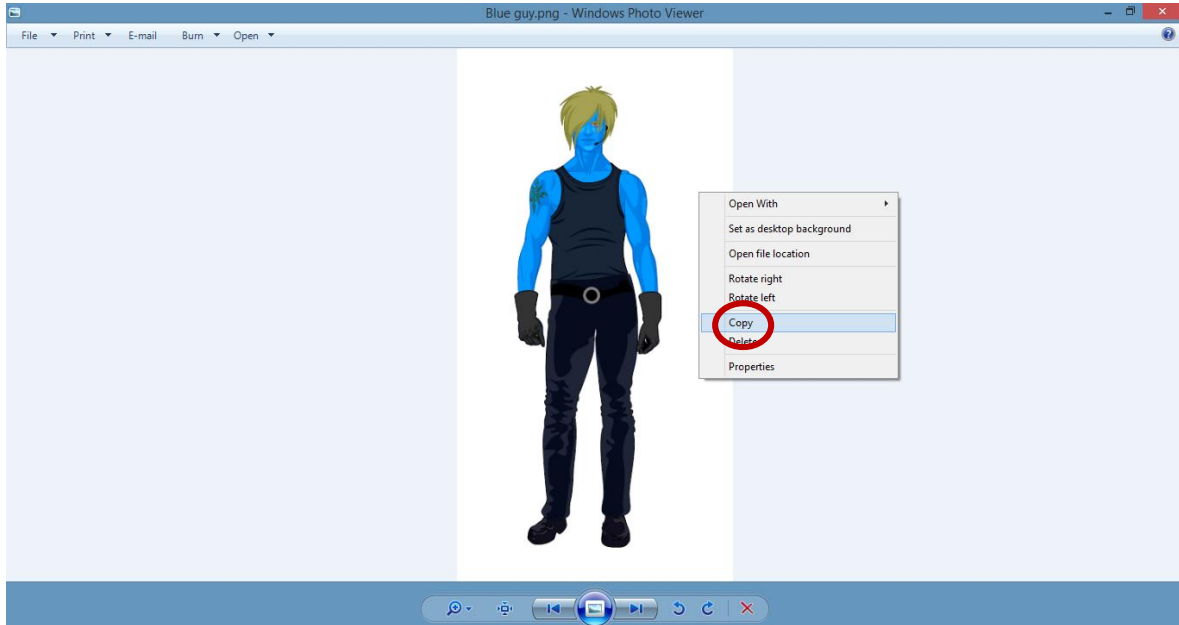 Blue guy.png - Windows Photo Viewer
File Print E-mail Burn Open
Open With
Set as desktop background
Open file location
Rotate right
Rotate left
Copy
Delete
Properties